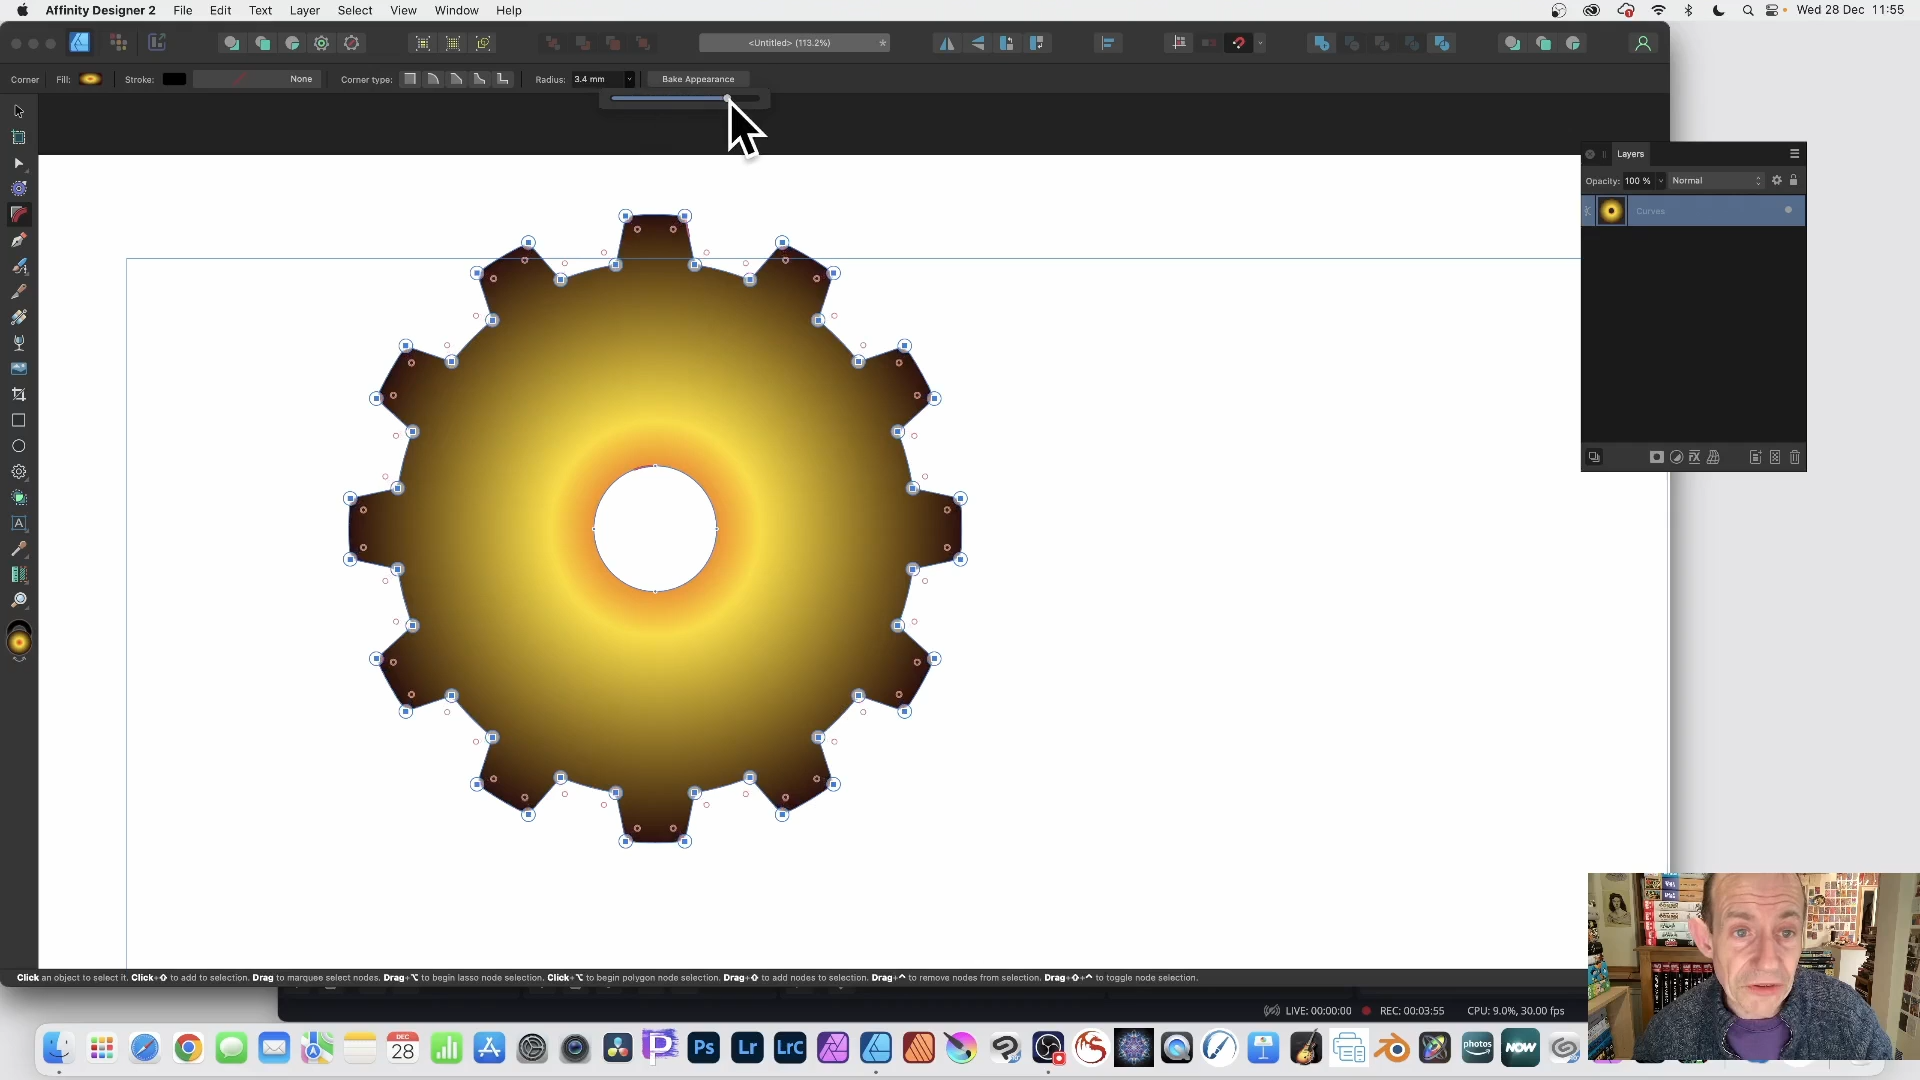 Affinity Designer 2 File Edit Text Layer Select View Window Help Wed 28 Dec 11:55
<Untitled> (113.2%)
Corner Fill: Stroke: None Corner type: Radius: 3.4 mm Bake Appearance
Layers
Opacity: 100 % Normal
Curves
Click an object to select it. Click+⇧ to add to selection. Drag to marquee select nodes. Drag+⌥ to begin lasso node selection. Click+⌥ to begin polygon node selection. Drag+⇧ to add nodes to selection. Drag+^ to remove nodes from selection. Drag+⇧+^ to toggle node selection.
LIVE: 00:00:00 REC: 00:03:55 CPU: 9.0%, 30.00 fps
DEC
28
Ps Lr LrC
photos
NOW